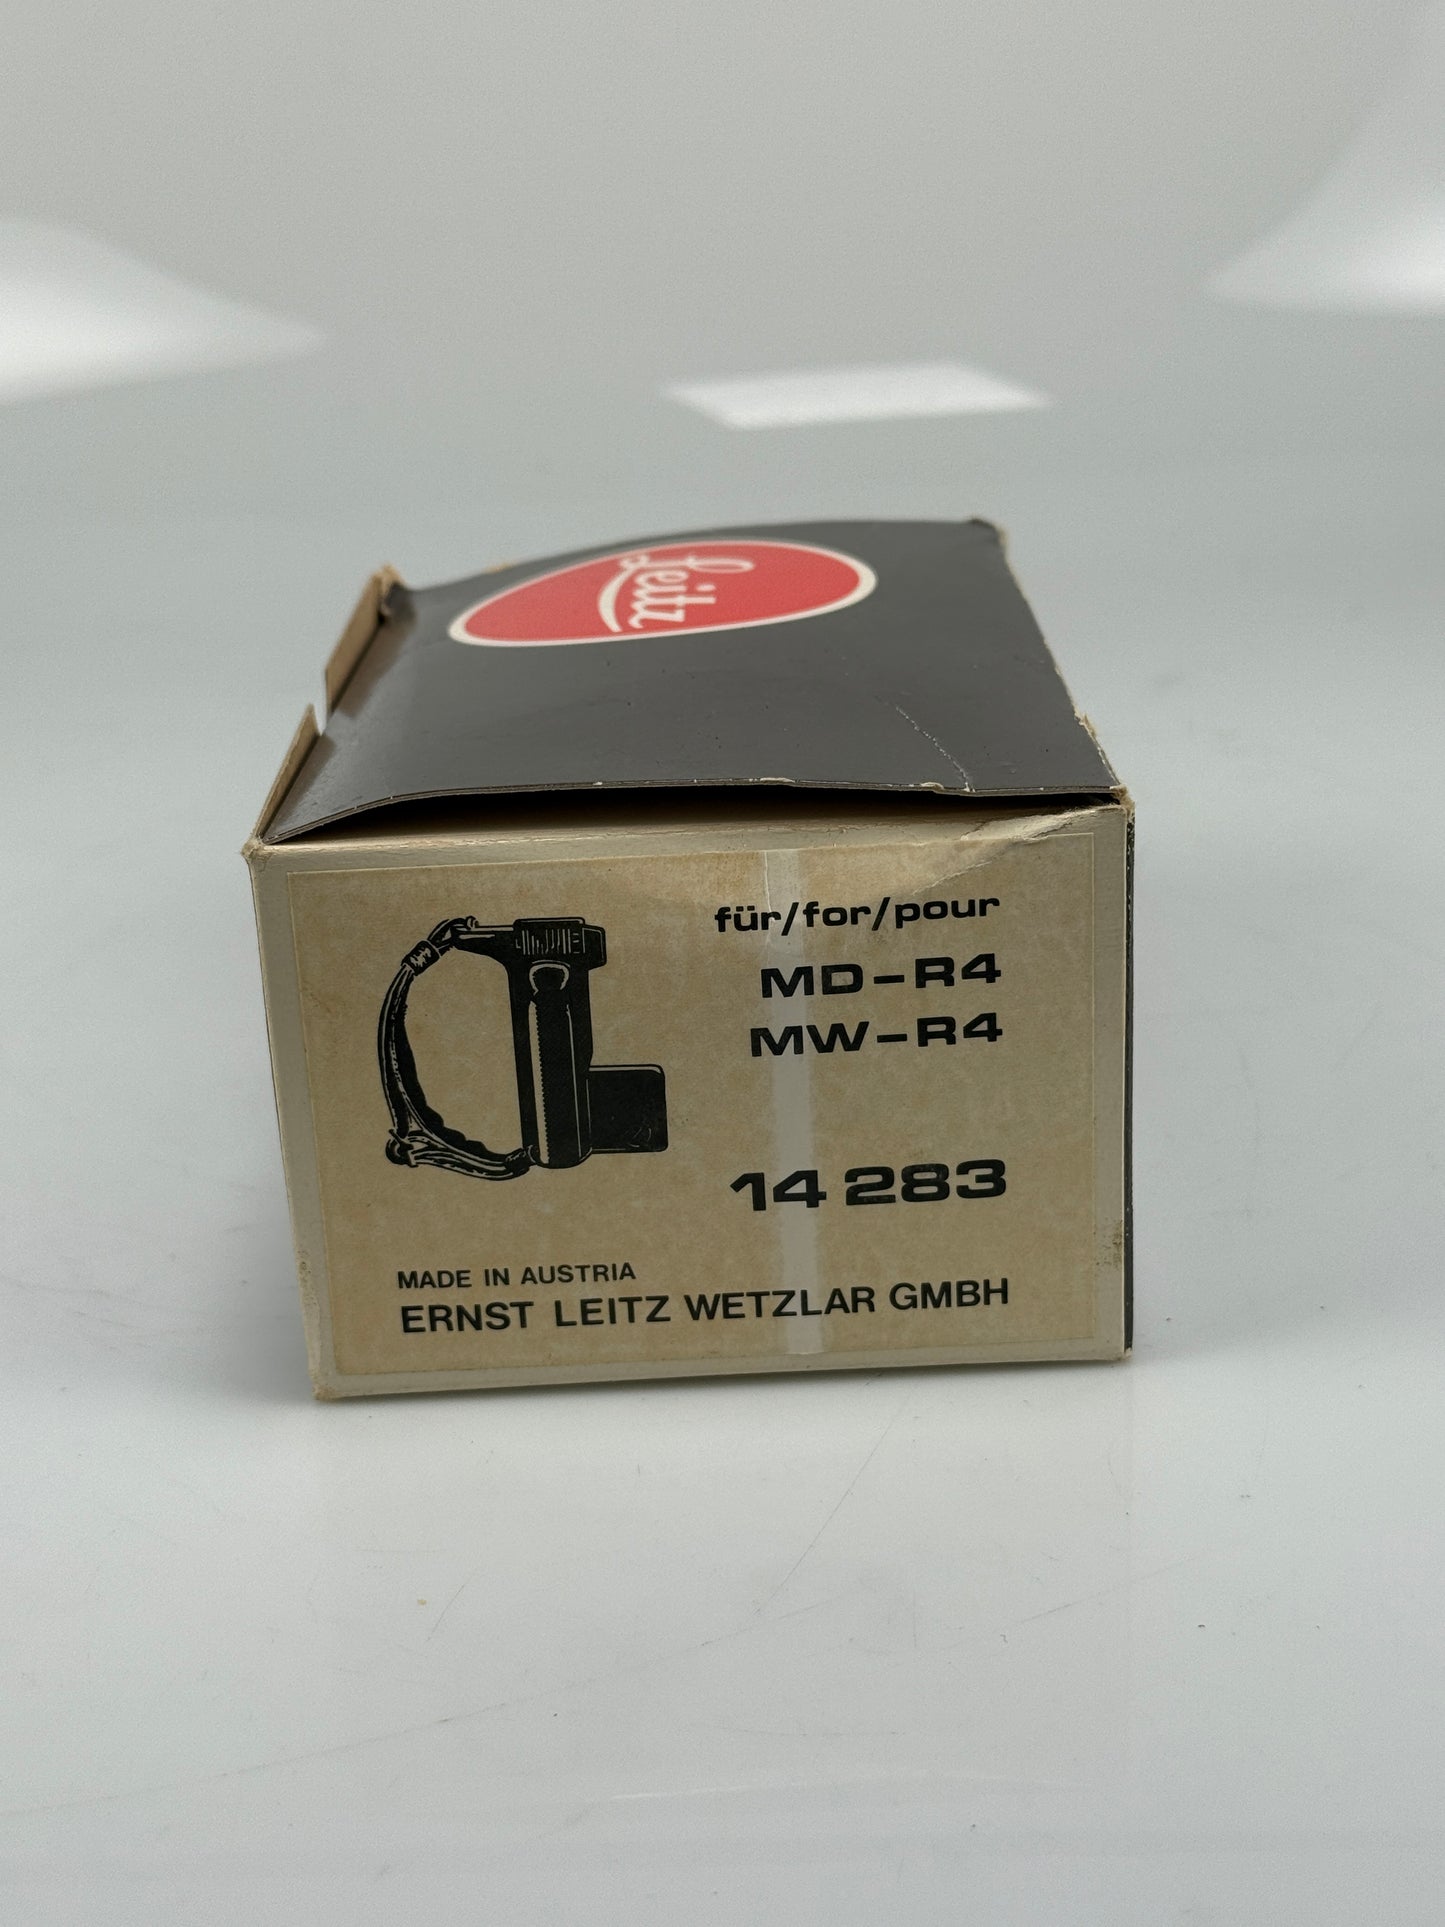 Leitz
für/for/pour
MD-R4
MW-R4
14 283
MADE IN AUSTRIA
ERNST LEITZ WETZLAR GMBH